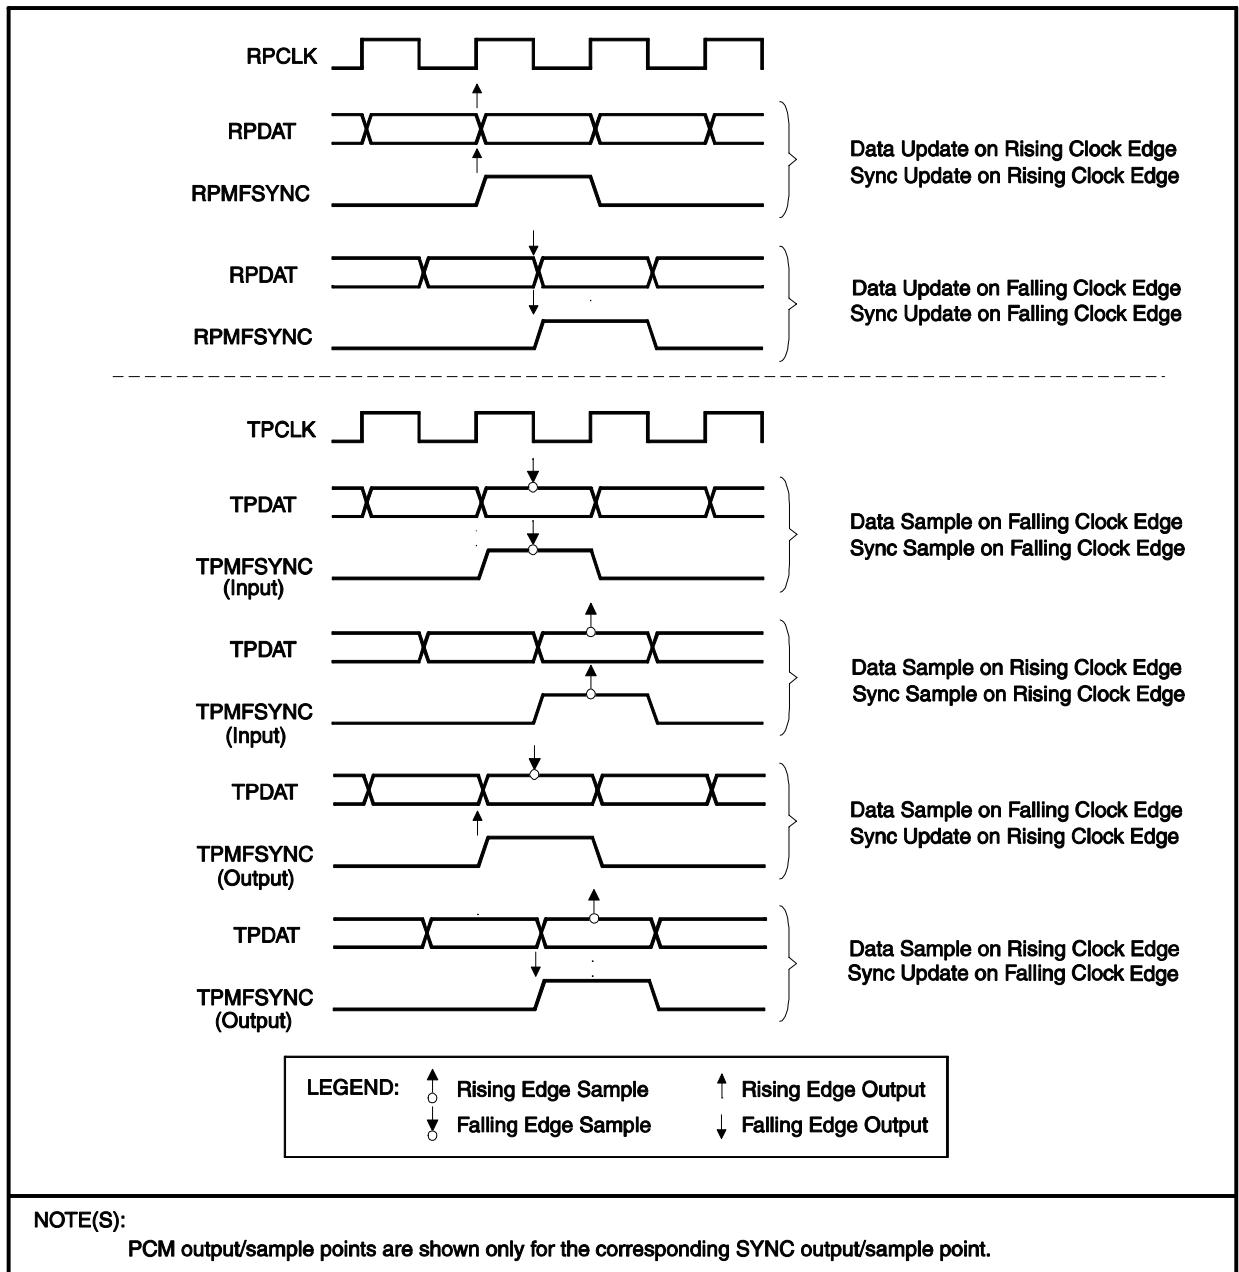 RPCLK
RPDAT
RPMFSYNC
Data Update on Rising Clock Edge
Sync Update on Rising Clock Edge
RPDAT
RPMFSYNC
Data Update on Falling Clock Edge
Sync Update on Falling Clock Edge
TPCLK
TPDAT
TPMFSYNC
(Input)
Data Sample on Falling Clock Edge
Sync Sample on Falling Clock Edge
TPDAT
TPMFSYNC
(Input)
Data Sample on Rising Clock Edge
Sync Sample on Rising Clock Edge
TPDAT
TPMFSYNC
(Output)
Data Sample on Falling Clock Edge
Sync Update on Rising Clock Edge
TPDAT
TPMFSYNC
(Output)
Data Sample on Rising Clock Edge
Sync Update on Falling Clock Edge
LEGEND:
Rising Edge Sample
Rising Edge Output
Falling Edge Sample
Falling Edge Output
NOTE(S):
PCM output/sample points are shown only for the corresponding SYNC output/sample point.